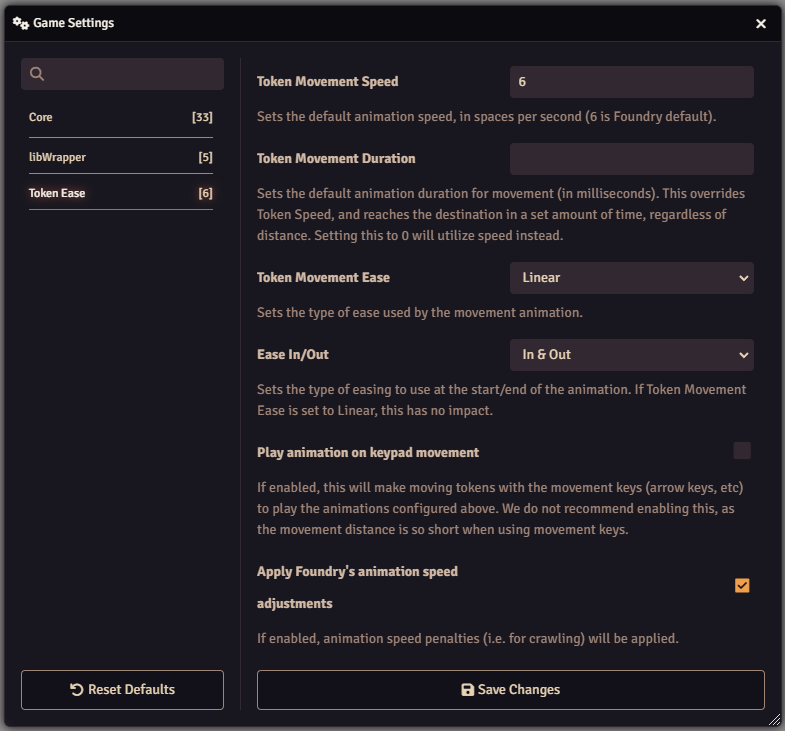 Game Settings
Core [33]
libWrapper [5]
Token Ease [6]
Reset Defaults
Token Movement Speed 6
Sets the default animation speed, in spaces per second (6 is Foundry default).
Token Movement Duration
Sets the default animation duration for movement (in milliseconds). This overrides
Token Speed, and reaches the destination in a set amount of time, regardless of
distance. Setting this to 0 will utilize speed instead.
Token Movement Ease Linear
Sets the type of ease used by the movement animation.
Ease In/Out In & Out
Sets the type of easing to use at the start/end of the animation. If Token Movement
Ease is set to Linear, this has no impact.
Play animation on keypad movement
If enabled, this will make moving tokens with the movement keys (arrow keys, etc)
to play the animations configured above. We do not recommend enabling this, as
the movement distance is so short when using movement keys.
Apply Foundry's animation speed
adjustments
If enabled, animation speed penalties (i.e. for crawling) will be applied.
Save Changes